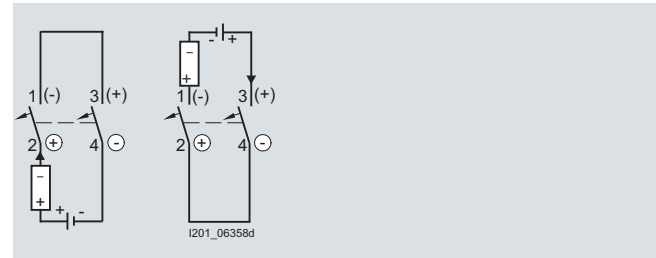 - +
-
+
1 (-) 3 (+) 1 (-) 3 (+)
2 + 4 - 2 + 4 -
-
+
+ -
I201_06358d